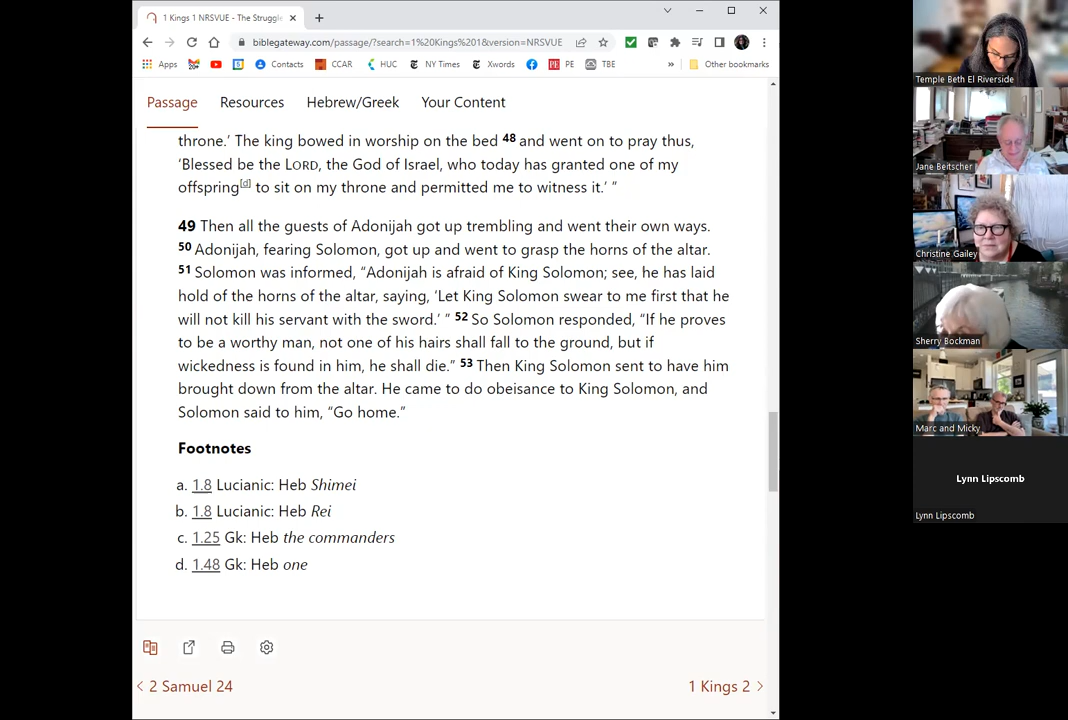 1 Kings 1 NRSVUE - The Struggle
biblegateway.com/passage/?search=1%20Kings%201&version=NRSVUE
Apps Contacts CCAR HUC NY Times Xwords PE PE TBE » Other bookmarks
Passage Resources Hebrew/Greek Your Content
throne.’ The king bowed in worship on the bed 48 and went on to pray thus,
‘Blessed be the LORD, the God of Israel, who today has granted one of my
offspring[d] to sit on my throne and permitted me to witness it.’ ”
49 Then all the guests of Adonijah got up trembling and went their own ways.
50 Adonijah, fearing Solomon, got up and went to grasp the horns of the altar.
51 Solomon was informed, “Adonijah is afraid of King Solomon; see, he has laid
hold of the horns of the altar, saying, ‘Let King Solomon swear to me first that he
will not kill his servant with the sword.’ ” 52 So Solomon responded, “If he proves
to be a worthy man, not one of his hairs shall fall to the ground, but if
wickedness is found in him, he shall die.” 53 Then King Solomon sent to have him
brought down from the altar. He came to do obeisance to King Solomon, and
Solomon said to him, “Go home.”
Footnotes
a. 1.8 Lucianic: Heb Shimei
b. 1.8 Lucianic: Heb Rei
c. 1.25 Gk: Heb the commanders
d. 1.48 Gk: Heb one
< 2 Samuel 24
1 Kings 2 >
Temple Beth El Riverside
Jane Beitscher
Christine Gailey
Sherry Bockman
Marc and Micky
Lynn Lipscomb
Lynn Lipscomb